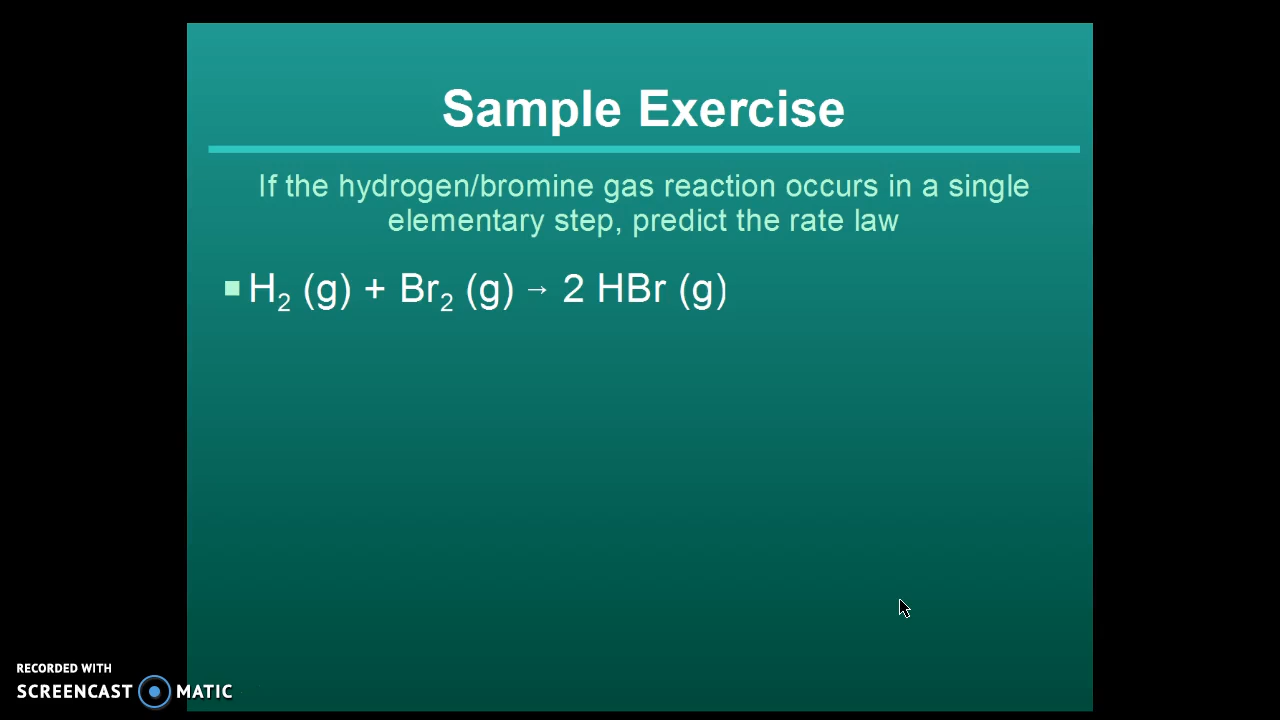 Sample Exercise
If the hydrogen/bromine gas reaction occurs in a single
elementary step, predict the rate law
H₂ (g) + Br₂ (g) → 2 HBr (g)
RECORDED WITH
SCREENCAST MATIC